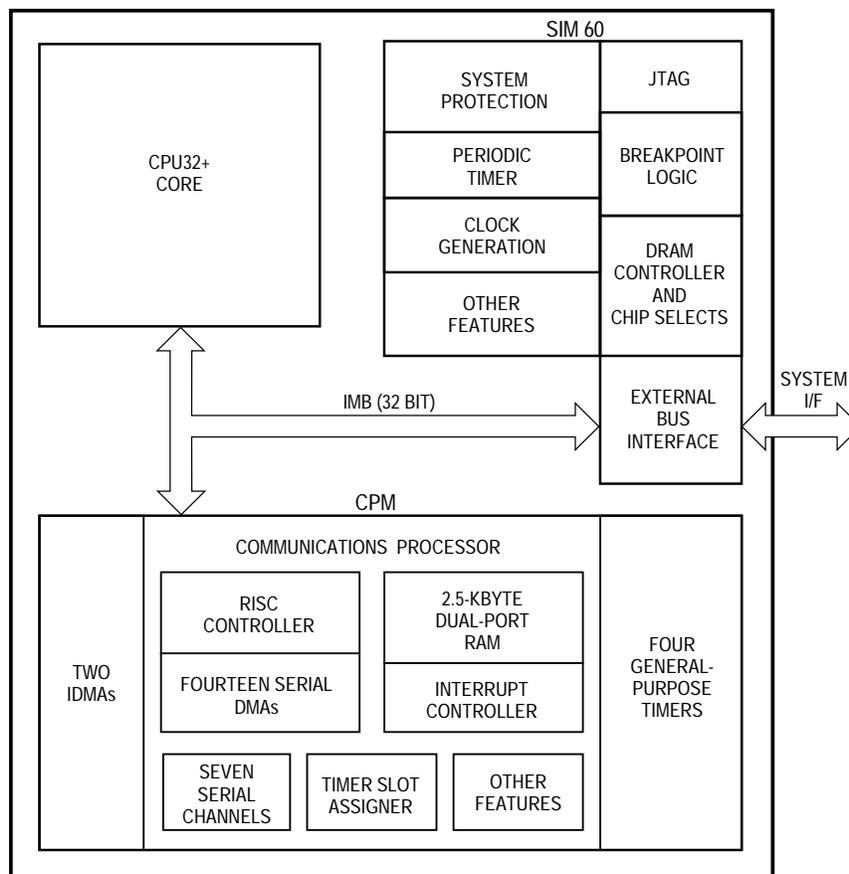 SIM 60
CPU32+
CORE
SYSTEM
PROTECTION
JTAG
PERIODIC
TIMER
BREAKPOINT
LOGIC
CLOCK
GENERATION
DRAM
CONTROLLER
AND
CHIP SELECTS
OTHER
FEATURES
IMB (32 BIT)
EXTERNAL
BUS
INTERFACE
SYSTEM
I/F
CPM
COMMUNICATIONS PROCESSOR
TWO
IDMAs
RISC
CONTROLLER
2.5-KBYTE
DUAL-PORT
RAM
FOURTEEN SERIAL
DMAs
INTERRUPT
CONTROLLER
SEVEN
SERIAL
CHANNELS
TIMER SLOT
ASSIGNER
OTHER
FEATURES
FOUR
GENERAL-
PURPOSE
TIMERS